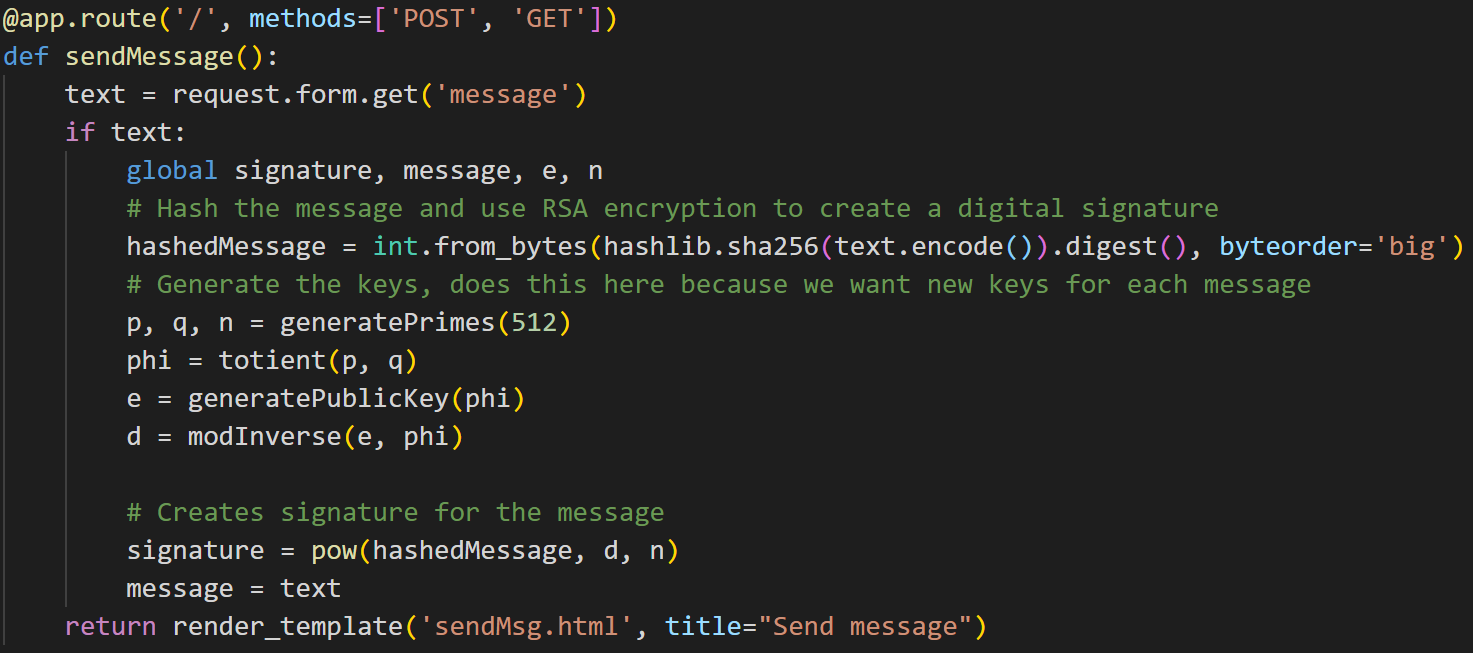 @app.route('/', methods=['POST', 'GET'])
def sendMessage():
    text = request.form.get('message')
    if text:
        global signature, message, e, n
        # Hash the message and use RSA encryption to create a digital signature
        hashedMessage = int.from_bytes(hashlib.sha256(text.encode()).digest(), byteorder='big')
        # Generate the keys, does this here because we want new keys for each message
        p, q, n = generatePrimes(512)
        phi = totient(p, q)
        e = generatePublicKey(phi)
        d = modInverse(e, phi)

        # Creates signature for the message
        signature = pow(hashedMessage, d, n)
        message = text
    return render_template('sendMsg.html', title="Send message")